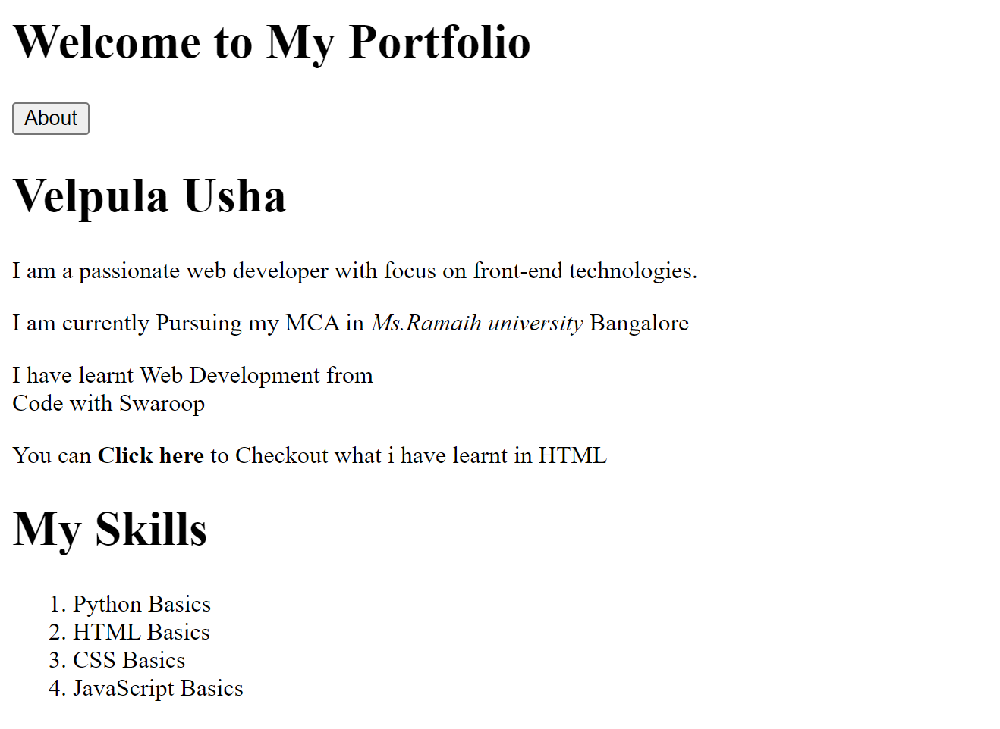 Welcome to My Portfolio
About
Velpula Usha
I am a passionate web developer with focus on front-end technologies.
I am currently Pursuing my MCA in Ms.Ramaih university Bangalore
I have learnt Web Development from
Code with Swaroop
You can Click here to Checkout what i have learnt in HTML
My Skills
1. Python Basics
2. HTML Basics
3. CSS Basics
4. JavaScript Basics